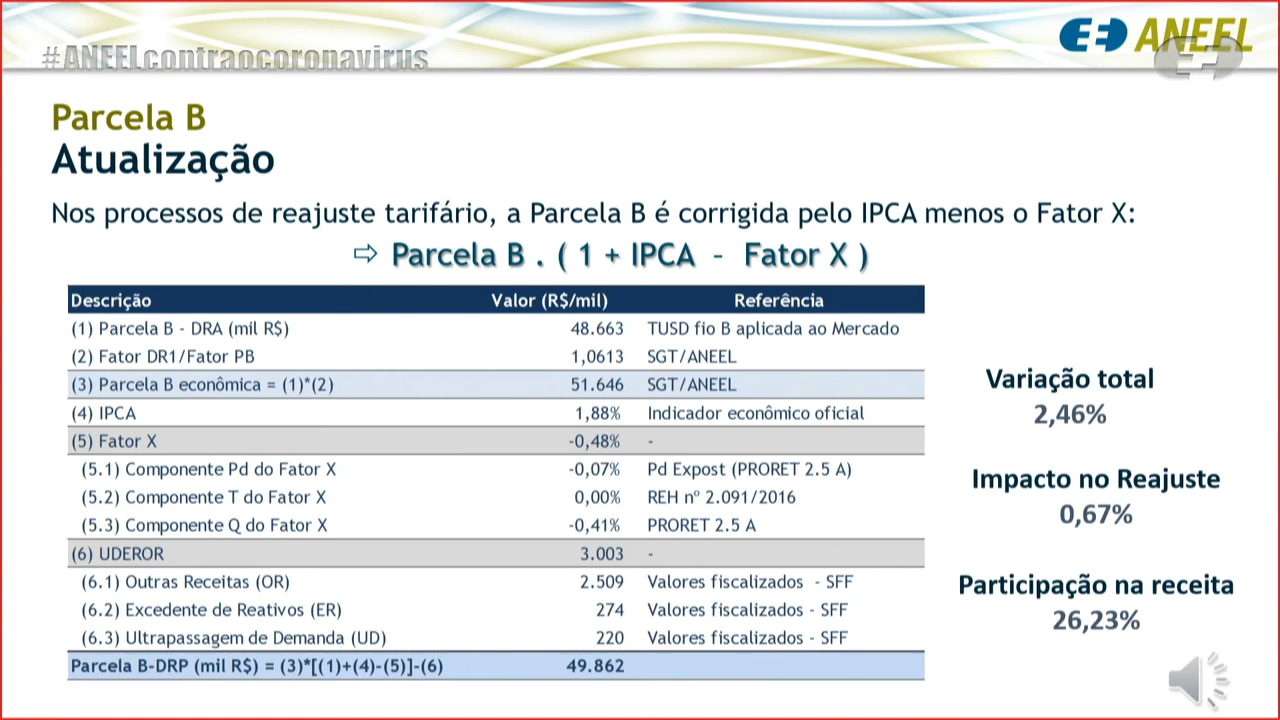 #ANEELcontraocoronavirus
ANEEL
Parcela B
Atualização
Nos processos de reajuste tarifário, a Parcela B é corrigida pelo IPCA menos o Fator X:
⇨ Parcela B . ( 1 + IPCA – Fator X )
Descrição Valor (R$/mil) Referência
(1) Parcela B - DRA (mil R$) 48.663 TUSD fio B aplicada ao Mercado
(2) Fator DR1/Fator PB 1,0613 SGT/ANEEL
(3) Parcela B econômica = (1)*(2) 51.646 SGT/ANEEL
(4) IPCA 1,88% Indicador econômico oficial
(5) Fator X -0,48% -
(5.1) Componente Pd do Fator X -0,07% Pd Expost (PRORET 2.5 A)
(5.2) Componente T do Fator X 0,00% REH nº 2.091/2016
(5.3) Componente Q do Fator X -0,41% PRORET 2.5 A
(6) UDEROR 3.003 -
(6.1) Outras Receitas (OR) 2.509 Valores fiscalizados - SFF
(6.2) Excedente de Reativos (ER) 274 Valores fiscalizados - SFF
(6.3) Ultrapassagem de Demanda (UD) 220 Valores fiscalizados - SFF
Parcela B-DRP (mil R$) = (3)*[(1)+(4)-(5)]-(6) 49.862
Variação total
2,46%
Impacto no Reajuste
0,67%
Participação na receita
26,23%